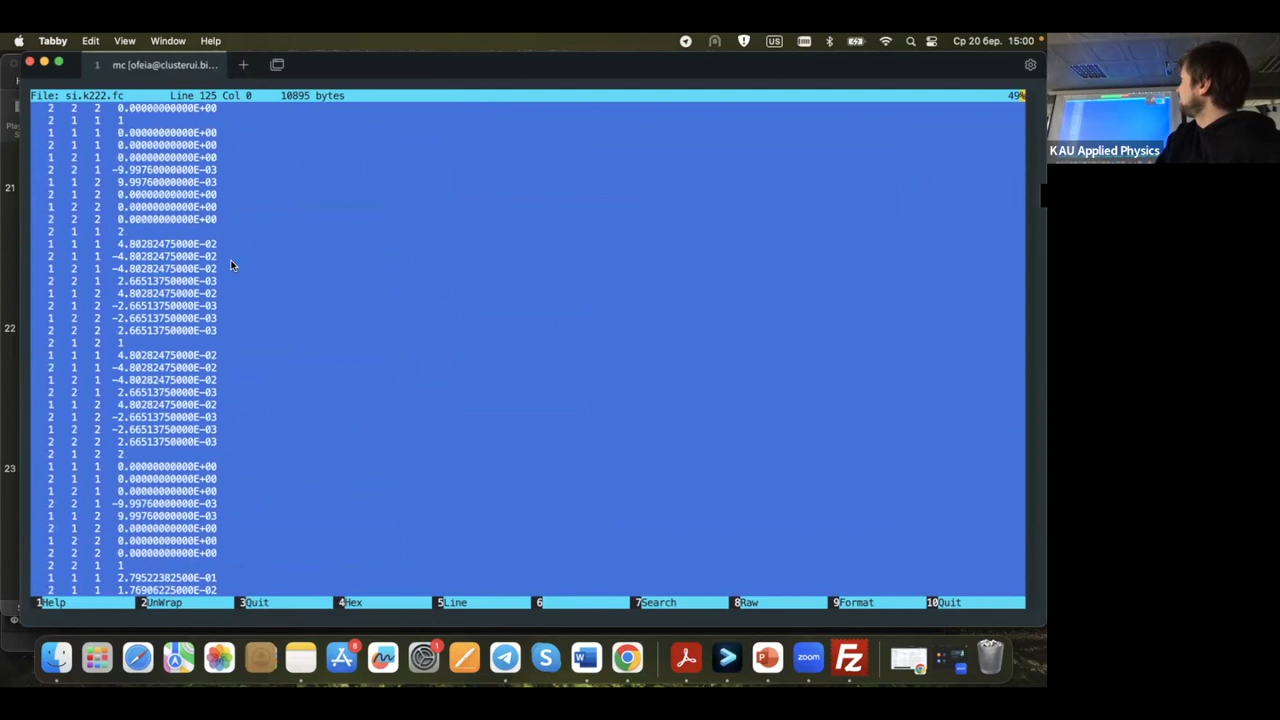 Tabby Edit View Window Help US Ср 20 бер. 15:00
1 mc [ofeia@clusterui.bi... +
File: si.k222.fc Line 125 Col 0 10895 bytes 49%
2 2 2 0.00000000000E+00
2 1 1 1
1 1 1 0.00000000000E+00
2 1 1 0.00000000000E+00
1 2 1 0.00000000000E+00
2 2 1 -9.99760000000E-03
1 1 2 9.99760000000E-03
2 1 2 0.00000000000E+00
1 2 2 0.00000000000E+00
2 2 2 0.00000000000E+00
2 1 1 2
1 1 1 4.80282475000E-02
2 1 1 -4.80282475000E-02
1 2 1 -4.80282475000E-02
2 2 1 2.66513750000E-03
1 1 2 4.80282475000E-02
2 1 2 -2.66513750000E-03
1 2 2 -2.66513750000E-03
2 2 2 2.66513750000E-03
2 1 2 1
1 1 1 4.80282475000E-02
2 1 1 -4.80282475000E-02
1 2 1 -4.80282475000E-02
2 2 1 2.66513750000E-03
1 1 2 4.80282475000E-02
2 1 2 -2.66513750000E-03
1 2 2 -2.66513750000E-03
2 2 2 2.66513750000E-03
2 1 2 2
1 1 1 0.00000000000E+00
2 1 1 0.00000000000E+00
1 2 1 0.00000000000E+00
2 2 1 -9.99760000000E-03
1 1 2 9.99760000000E-03
2 1 2 0.00000000000E+00
1 2 2 0.00000000000E+00
2 2 2 0.00000000000E+00
2 2 1 1
1 1 1 2.79522382500E-01
2 1 1 1.76906225000E-02
1Help 2UnWrap 3Quit 4Hex 5Line 6 7Search 8Raw 9Format 10Quit
21
22
23
KAU Applied Physics
8
1
zoom